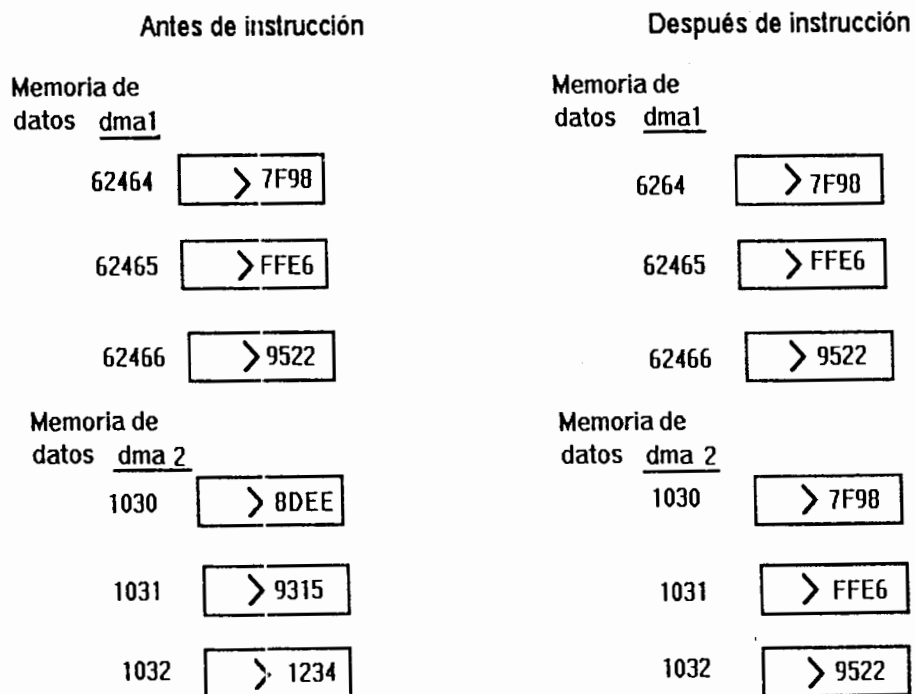 Antes de instrucción
Memoria de
datos dma1
62464 > 7F98
62465 > FFE6
62466 > 9522
Memoria de
datos dma 2
1030 > 8DEE
1031 > 9315
1032 > 1234
Después de instrucción
Memoria de
datos dma1
6264 > 7F98
62465 > FFE6
62466 > 9522
Memoria de
datos dma 2
1030 > 7F98
1031 > FFE6
1032 > 9522